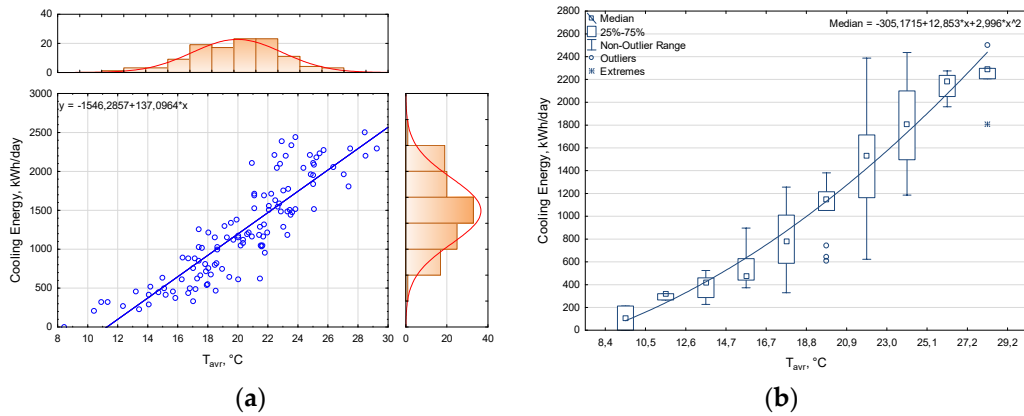 40
20
0
y = -1546,2857+137,0964*x
3000
2500
2000
1500
1000
500
0
Cooling Energy, kWh/day
8 10 12 14 16 18 20 22 24 26 28 30
T avr, °C
0 20 40
(a)
Median
25%-75%
Non-Outlier Range
Outliers
Extremes
Median = -305,1715+12,853*x+2,996*x^2
2800
2600
2400
2200
2000
1800
1600
1400
1200
1000
800
600
400
200
0
Cooling Energy, kWh/day
8,4 10,5 12,6 14,7 16,7 18,8 20,9 23,0 25,1 27,2 29,2
T avr, °C
(b)